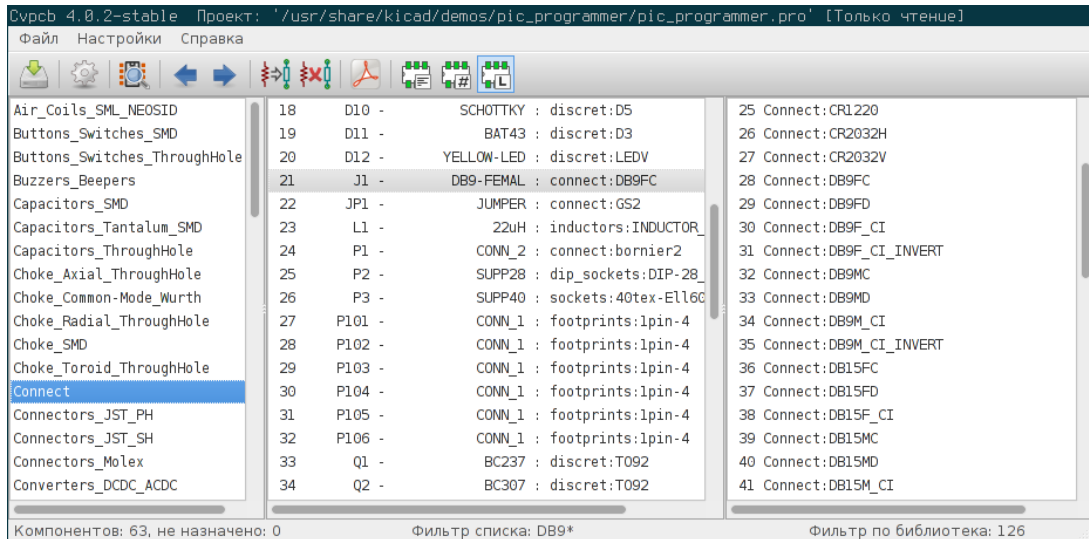 Cvpcb 4.0.2-stable Проект: '/usr/share/kicad/demos/pic_programmer/pic_programmer.pro' [Только чтение]
Файл Настройки Справка
Air_Coils_SML_NEOSID
Buttons_Switches_SMD
Buttons_Switches_ThroughHole
Buzzers_Beepers
Capacitors_SMD
Capacitors_Tantalum_SMD
Capacitors_ThroughHole
Choke_Axial_ThroughHole
Choke_Common-Mode_Wurth
Choke_Radial_ThroughHole
Choke_SMD
Choke_Toroid_ThroughHole
Connect
Connectors_JST_PH
Connectors_JST_SH
Connectors_Molex
Converters_DCDC_ACDC
18 D10 - SCHOTTKY : discret:D5
19 D11 - BAT43 : discret:D3
20 D12 - YELLOW-LED : discret:LEDV
21 J1 - DB9-FEMAL : connect:DB9FC
22 JP1 - JUMPER : connect:GS2
23 L1 - 22uH : inductors:INDUCTOR_
24 P1 - CONN_2 : connect:bornier2
25 P2 - SUPP28 : dip_sockets:DIP-28_
26 P3 - SUPP40 : sockets:40tex-Ell60
27 P101 - CONN_1 : footprints:1pin-4
28 P102 - CONN_1 : footprints:1pin-4
29 P103 - CONN_1 : footprints:1pin-4
30 P104 - CONN_1 : footprints:1pin-4
31 P105 - CONN_1 : footprints:1pin-4
32 P106 - CONN_1 : footprints:1pin-4
33 Q1 - BC237 : discret:TO92
34 Q2 - BC307 : discret:TO92
25 Connect:CR1220
26 Connect:CR2032H
27 Connect:CR2032V
28 Connect:DB9FC
29 Connect:DB9FD
30 Connect:DB9F_CI
31 Connect:DB9F_CI_INVERT
32 Connect:DB9MC
33 Connect:DB9MD
34 Connect:DB9M_CI
35 Connect:DB9M_CI_INVERT
36 Connect:DB15FC
37 Connect:DB15FD
38 Connect:DB15F_CI
39 Connect:DB15MC
40 Connect:DB15MD
41 Connect:DB15M_CI
Компонентов: 63, не назначено: 0 Фильтр списка: DB9* Фильтр по библиотека: 126